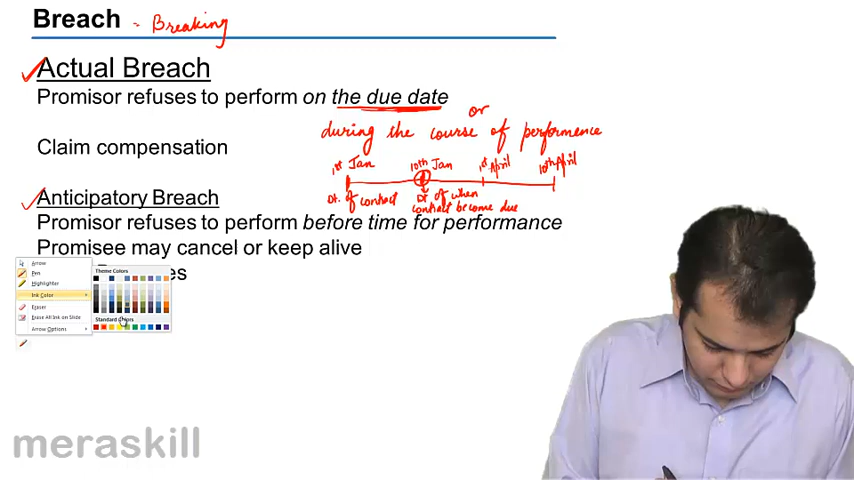 Breach - Breaking
Actual Breach
Promisor refuses to perform on the due date
or
during the course of performence
Claim compensation
1st Jan 10th Jan 1st April 10th April
Dt. of contract Dt of when
contract become due
Anticipatory Breach
Promisor refuses to perform before time for performance
Promisee may cancel or keep alive
es
Arrow
Pen
Highlighter
Ink Color
Eraser
Erase All Ink on Slide
Arrow Options
Theme Colors
Standard Colors
meraskill